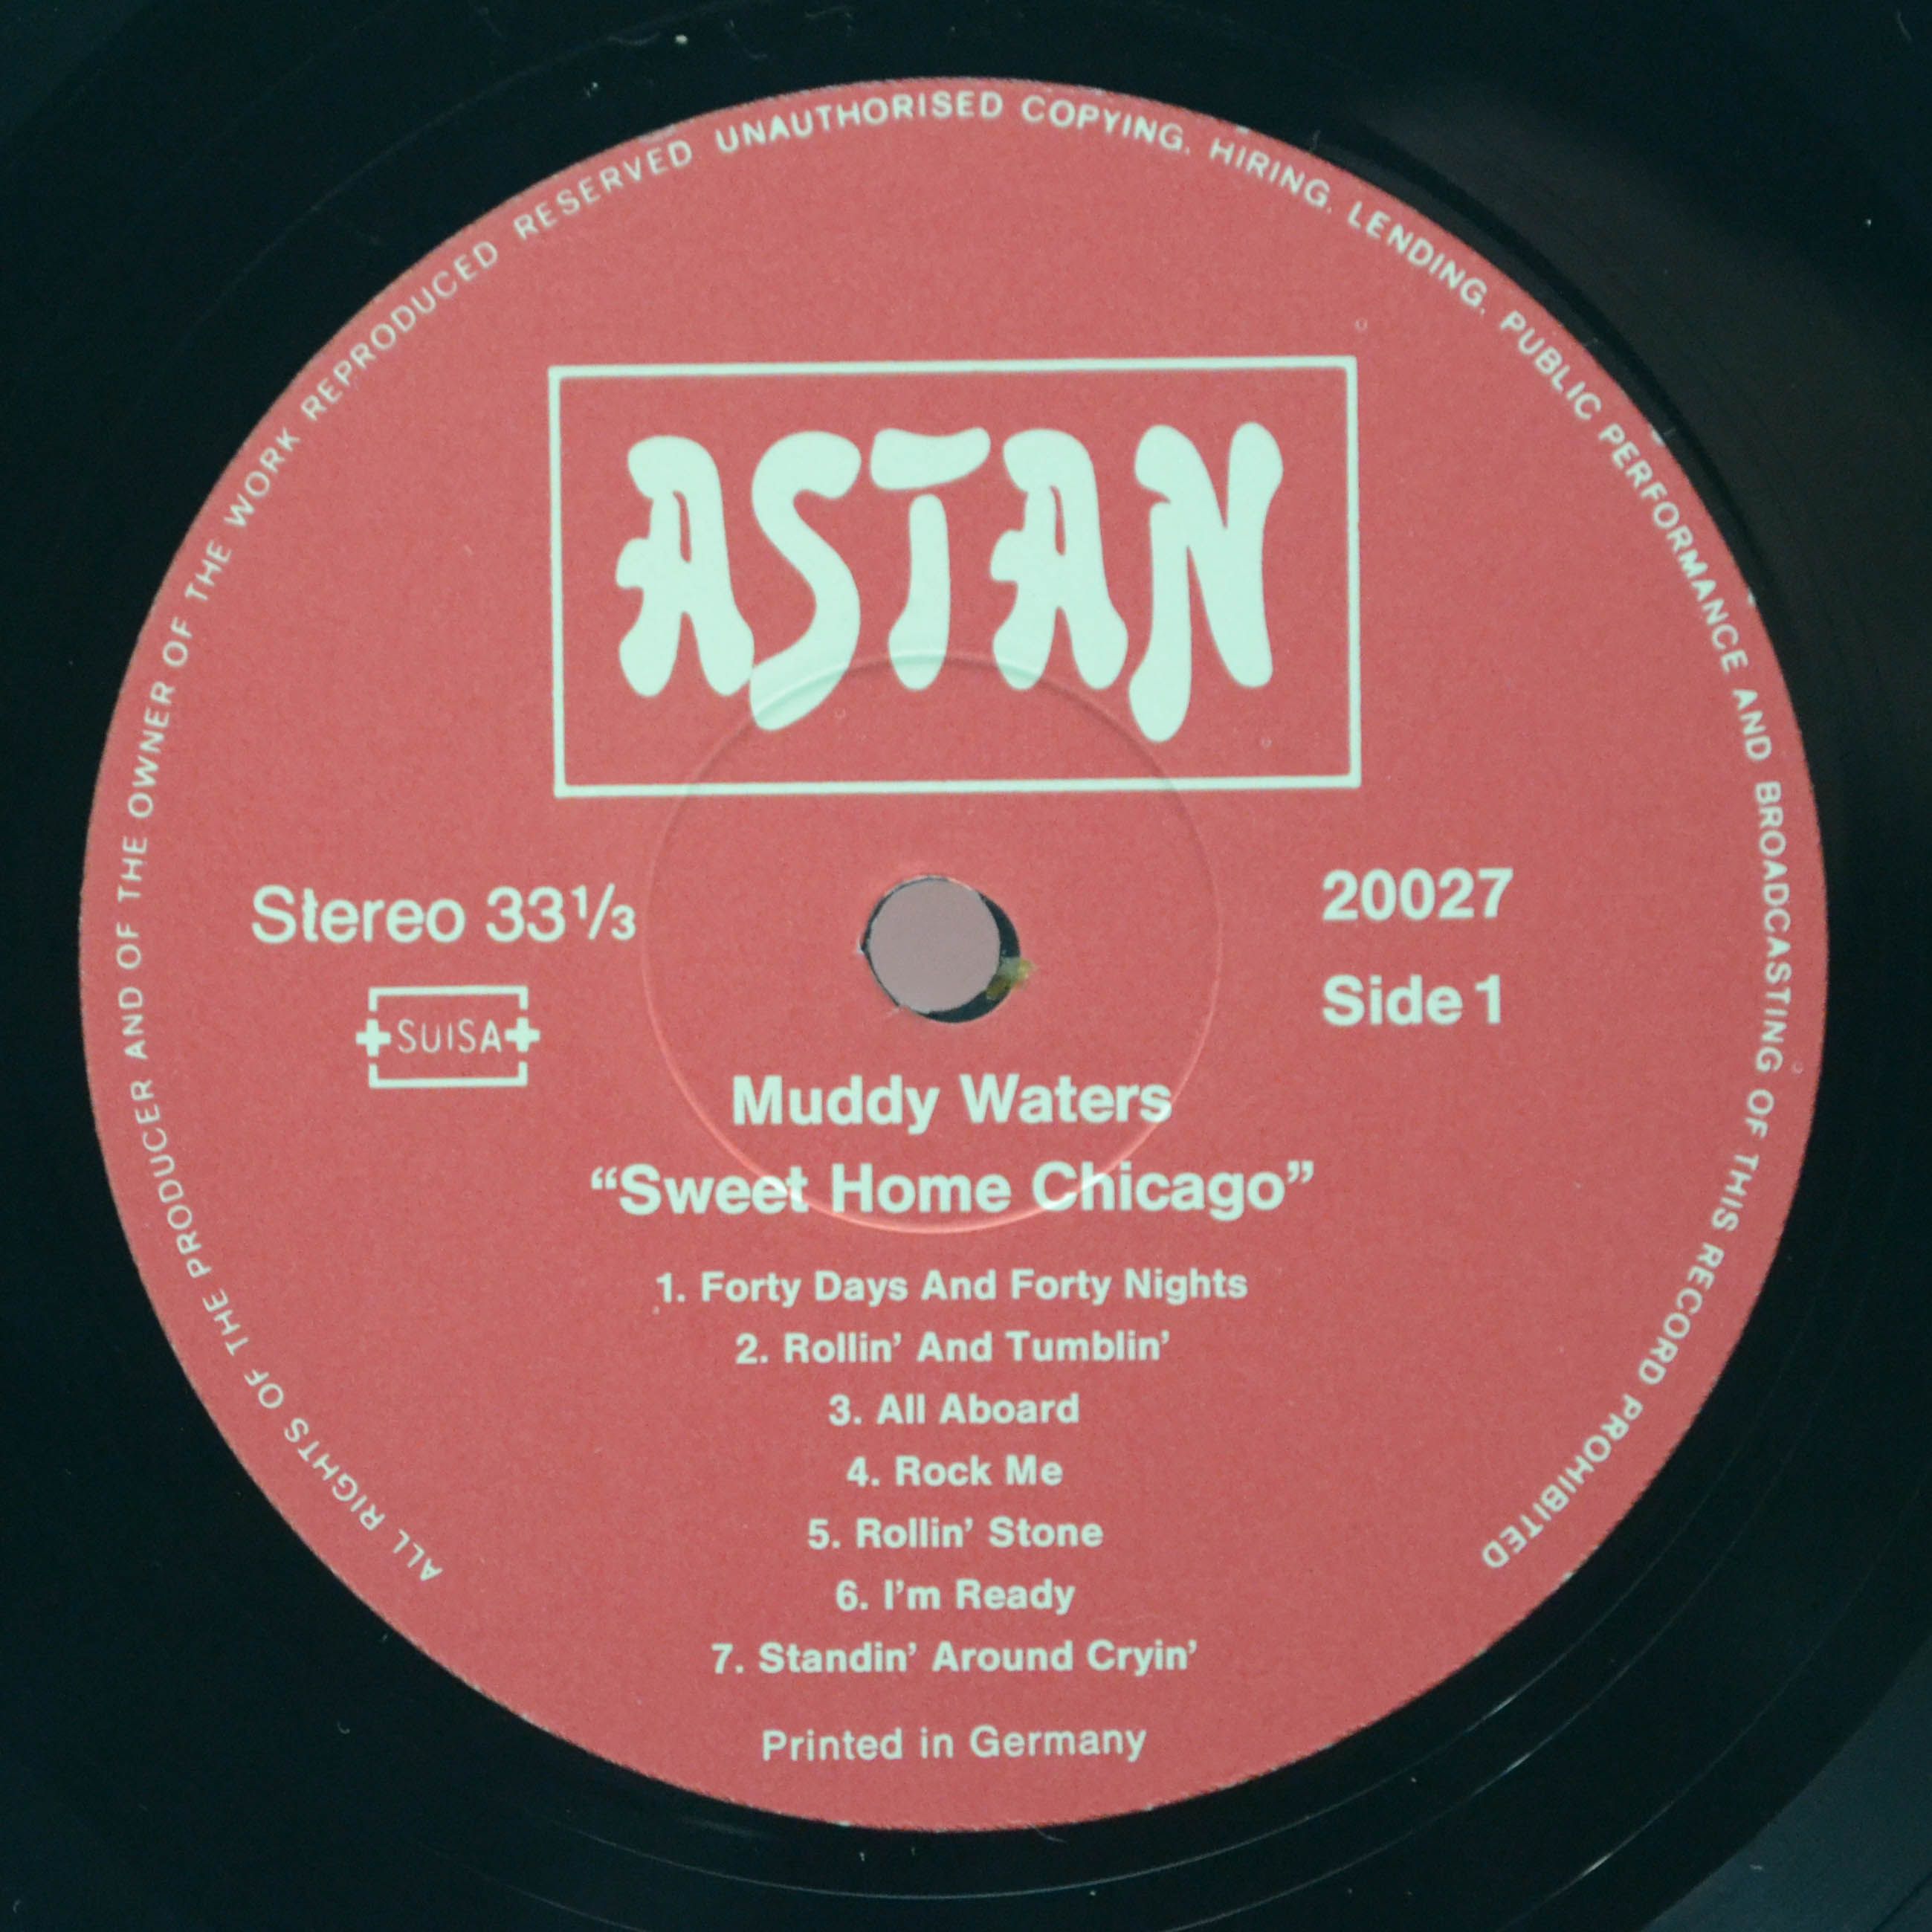 ALL RIGHTS OF THE PRODUCER AND OF THE OWNER OF THE WORK REPRODUCED RESERVED UNAUTHORISED COPYING. HIRING. LENDING. PUBLIC PERFORMANCE AND BROADCASTING OF THIS RECORD PROHIBITED
ASTAN
Stereo 33⅓
20027
SUISA
Side 1
Muddy Waters
“Sweet Home Chicago”
1. Forty Days And Forty Nights
2. Rollin’ And Tumblin’
3. All Aboard
4. Rock Me
5. Rollin’ Stone
6. I’m Ready
7. Standin’ Around Cryin’
Printed in Germany